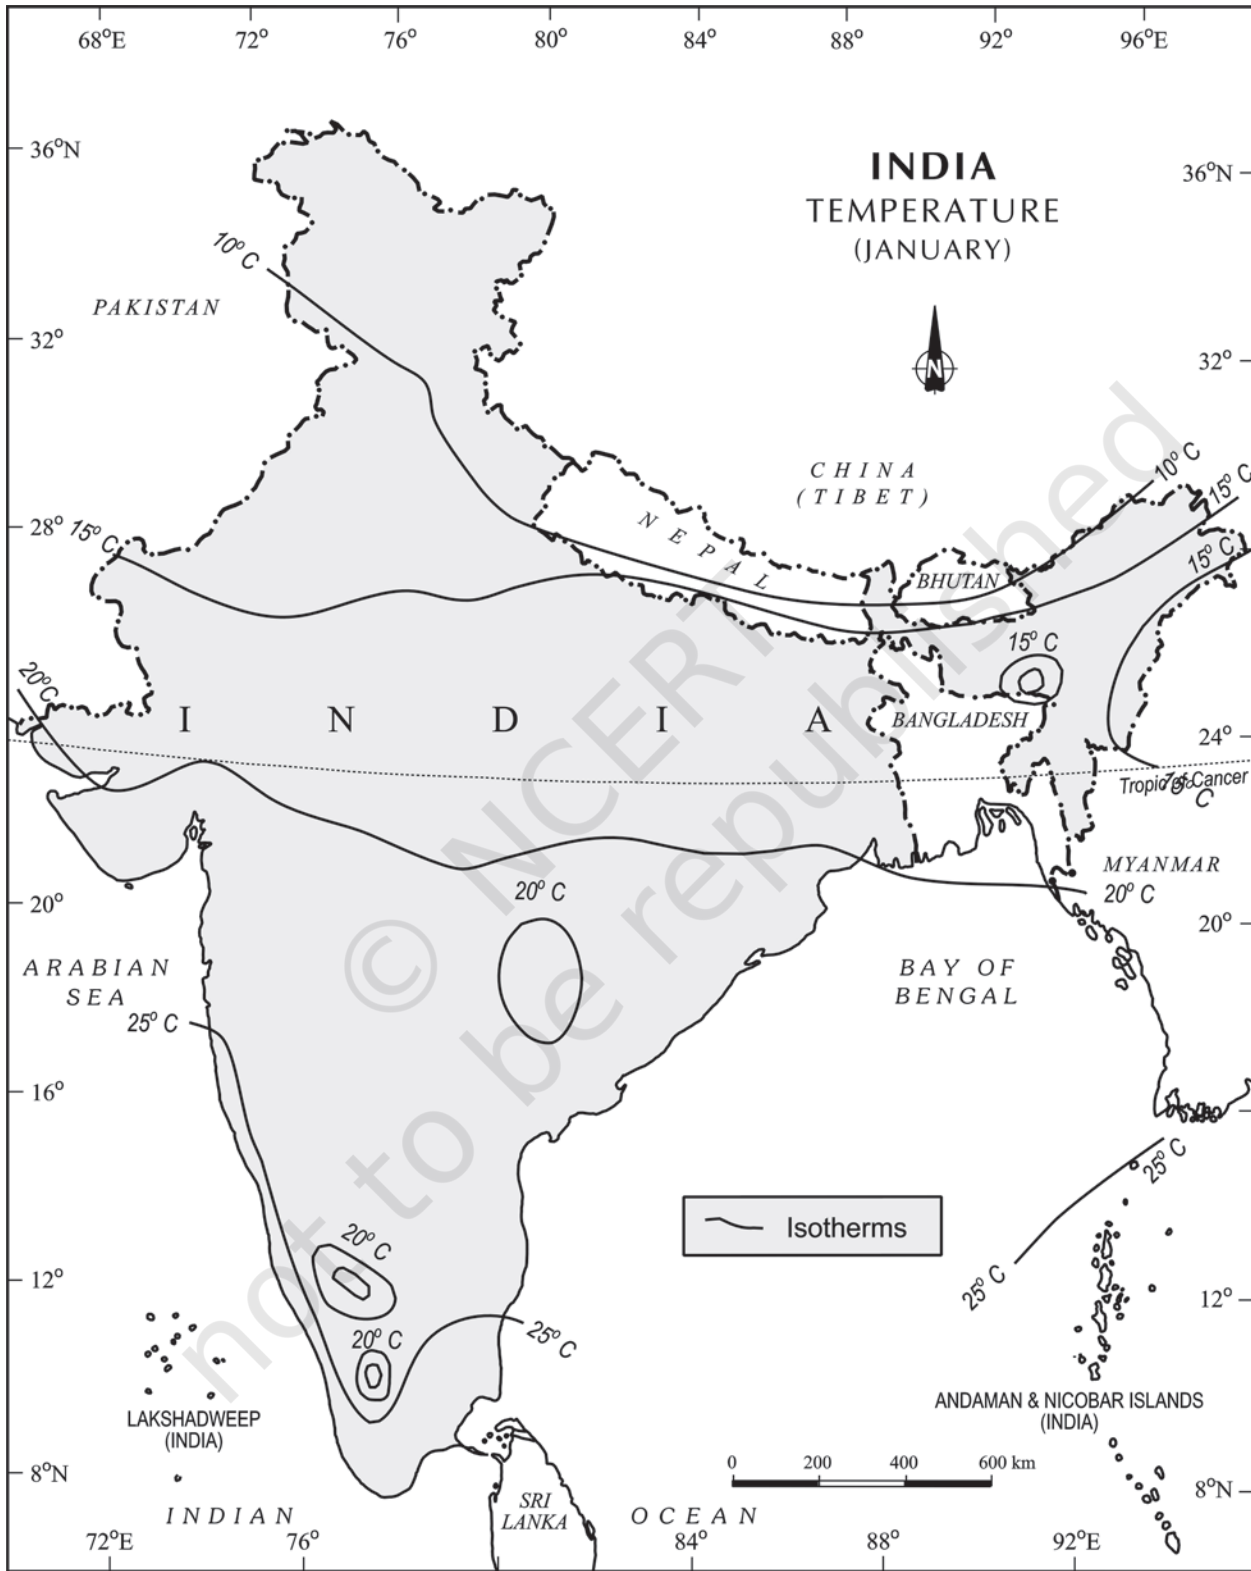 68°E 72° 76° 80° 84° 88° 92° 96°E
36°N
36°N
INDIA
TEMPERATURE
(JANUARY)
10° C
PAKISTAN
32°
32°
N
CHINA
(TIBET)
10° C
15° C
28°
15° C
NEPAL
15° C
BHUTAN
15° C
20°C
INDIA
BANGLADESH
24°
Tropic of Cancer
15° C
MYANMAR
20° C
20° C
20°
20°
ARABIAN
SEA
BAY OF
BENGAL
25° C
16°
25° C
Isotherms
20° C
12°
25° C
12°
20° C
25° C
LAKSHADWEEP
(INDIA)
ANDAMAN & NICOBAR ISLANDS
(INDIA)
0 200 400 600 km
8°N
8°N
SRI
LANKA
INDIAN OCEAN
72°E 76° 84° 88° 92°E
© NCERT
not to be republished